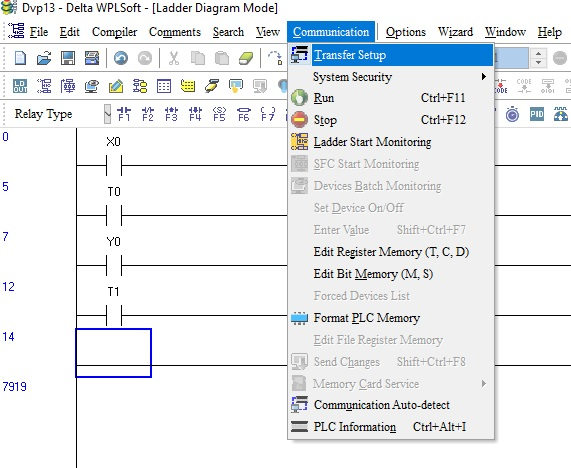 Dvp13 - Delta WPLSoft - [Ladder Diagram Mode]
File Edit Compiler Comments Search View Communication Options Wizard Window Help
Relay Type
F1 F2 F3 F4 F5 F6 F7
PID
CODE
Transfer Setup
System Security
Run Ctrl+F11
Stop Ctrl+F12
Ladder Start Monitoring
SFC Start Monitoring
Devices Batch Monitoring
Set Device On/Off
Enter Value Shift+Ctrl+F7
Edit Register Memory (T, C, D)
Edit Bit Memory (M, S)
Forced Devices List
Format PLC Memory
Edit File Register Memory
Send Changes Shift+Ctrl+F8
Memory Card Service
Communication Auto-detect
PLC Information Ctrl+Alt+I
0
X0
5
T0
7
Y0
12
T1
14
7919